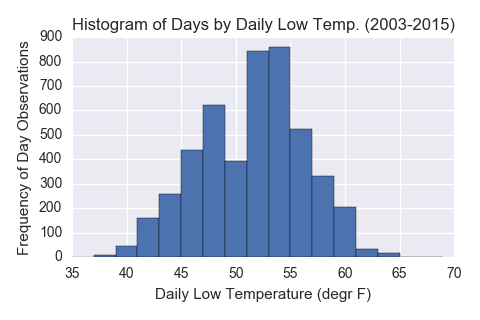 Histogram of Days by Daily Low Temp. (2003-2015)
Frequency of Day Observations
900
800
700
600
500
400
300
200
100
0
35 40 45 50 55 60 65 70
Daily Low Temperature (degr F)